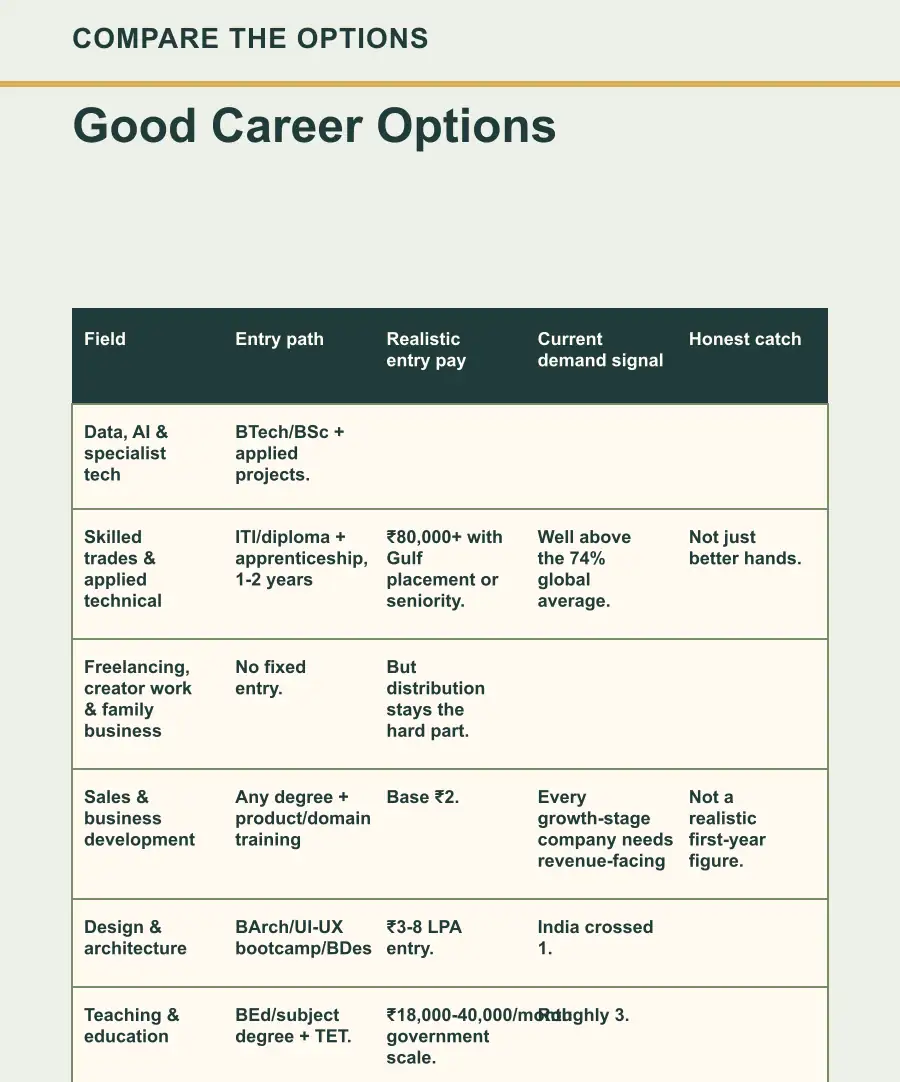 COMPARE THE OPTIONS
Good Career Options
Field
Entry path
Realistic
entry pay
Current
demand signal
Honest catch
Data, AI &
specialist
tech
BTech/BSc +
applied
projects.
Skilled
trades &
applied
technical
ITI/diploma +
apprenticeship,
1-2 years
₹80,000+ with
Gulf
placement or
seniority.
Well above
the 74%
global
average.
Not just
better hands.
Freelancing,
creator work
& family
business
No fixed
entry.
But
distribution
stays the
hard part.
Sales &
business
development
Any degree +
product/domain
training
Base ₹2.
Every
growth-stage
company needs
revenue-facing
Not a
realistic
first-year
figure.
Design &
architecture
BArch/UI-UX
bootcamp/BDes
₹3-8 LPA
entry.
India crossed
1.
Teaching &
education
BEd/subject
degree + TET.
₹18,000-40,000/month
government
scale.
Roughly 3.